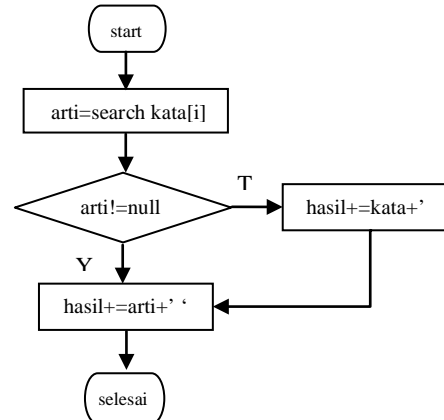 start
arti=search kata[i]
arti!=null
T
hasil+=kata+’
Y
hasil+=arti+’ ‘
selesai